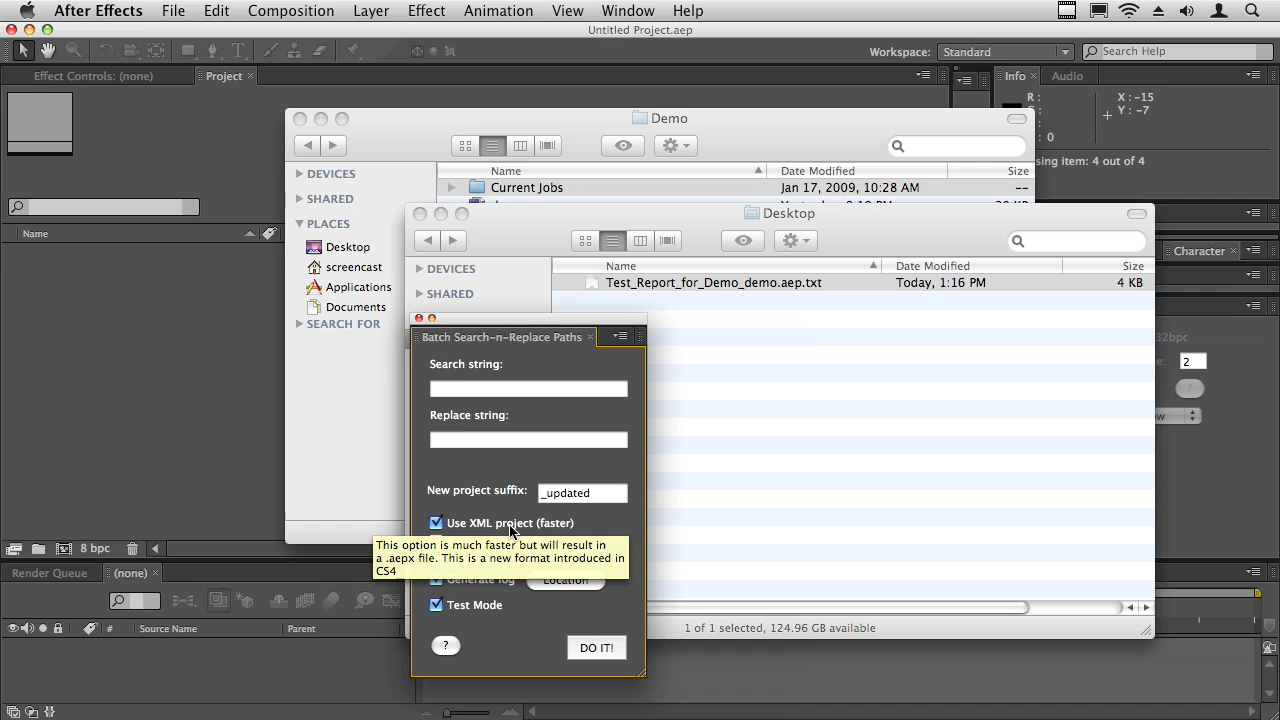 After Effects File Edit Composition Layer Effect Animation View Window Help
Untitled Project.aep
Workspace: Standard Search Help
Effect Controls: (none) Project × Info × Audio
R :
X : -15
Y : -7
: 0
sing item: 4 out of 4
Demo
Name Date Modified Size
DEVICES
Current Jobs Jan 17, 2009, 10:28 AM --
SHARED
PLACES
Desktop
screencast
Applications
Documents
SEARCH FOR
Name
Character ×
Desktop
Name Date Modified Size
DEVICES
Test_Report_for_Demo_demo.aep.txt Today, 1:16 PM 4 KB
SHARED
32bpc
2
?
ow
Batch Search-n-Replace Paths ×
Search string:
Replace string:
New project suffix: _updated
Use XML project (faster)
This option is much faster but will result in
a .aepx file. This is a new format introduced in
CS4
Generate log Location
Test Mode
? DO IT!
1 of 1 selected, 124.96 GB available
8 bpc
Render Queue (none) ×
# Source Name Parent